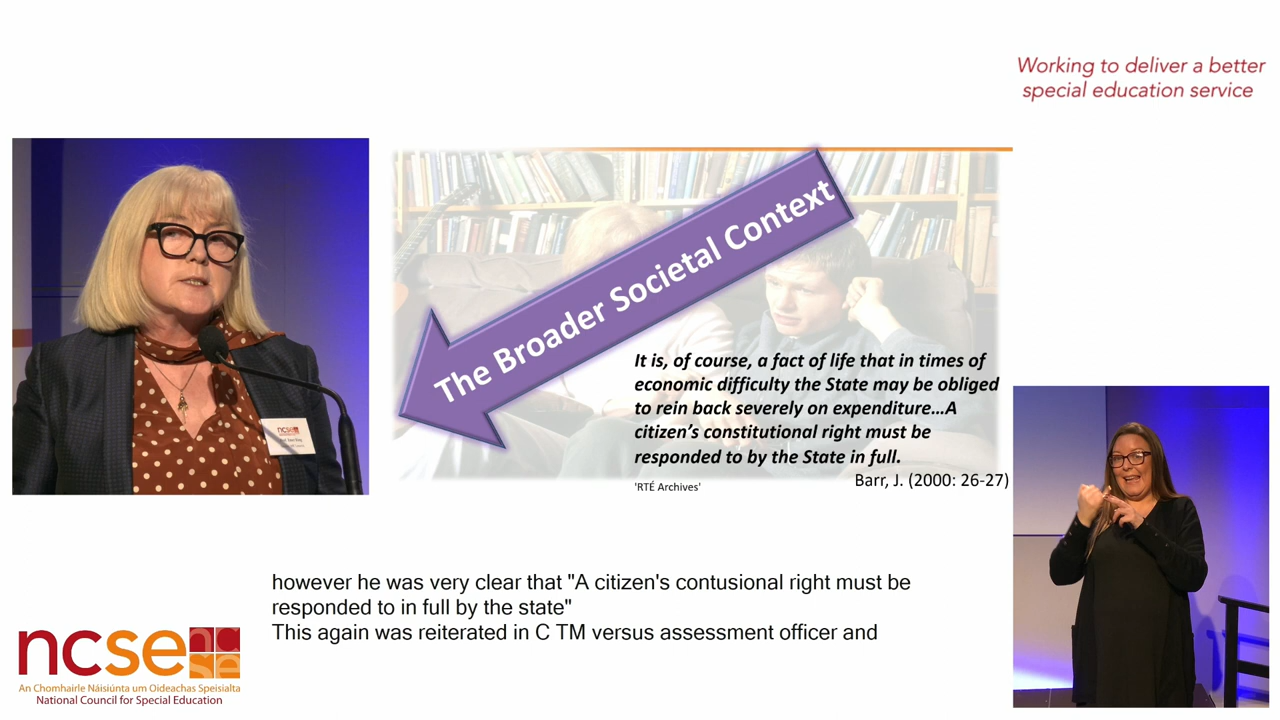 Working to deliver a better
special education service
The Broader Societal Context
It is, of course, a fact of life that in times of
economic difficulty the State may be obliged
to rein back severely on expenditure…A
citizen’s constitutional right must be
responded to by the State in full.
Barr, J. (2000: 26-27)
'RTÉ Archives'
however he was very clear that "A citizen's contusional right must be
responded to in full by the state"
This again was reiterated in C TM versus assessment officer and
ncse
An Chomhairle Náisiúnta um Oideachas Speisialta
National Council for Special Education